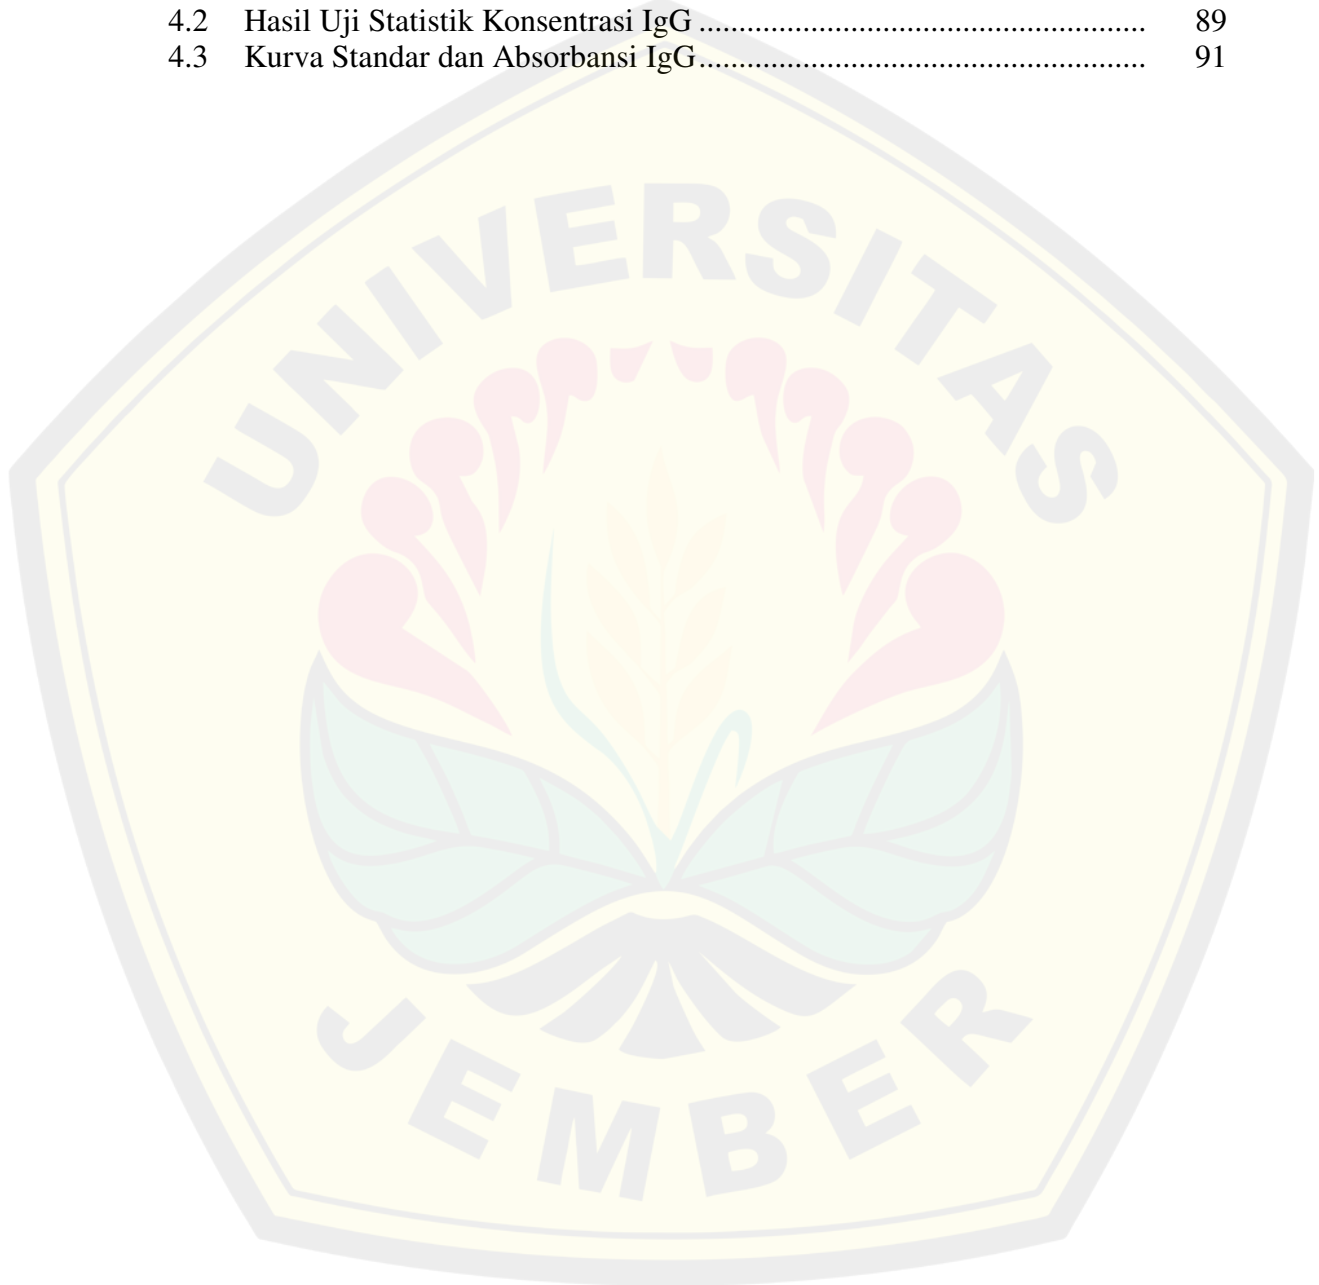 4.2 Hasil Uji Statistik Konsentrasi IgG ..................................................... 89
4.3 Kurva Standar dan Absorbansi IgG..................................................... 91
UNIVERSITAS
JEMBER